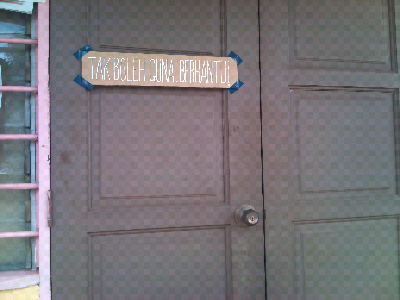 TAK BOLEH GUNA. BERHANTU!